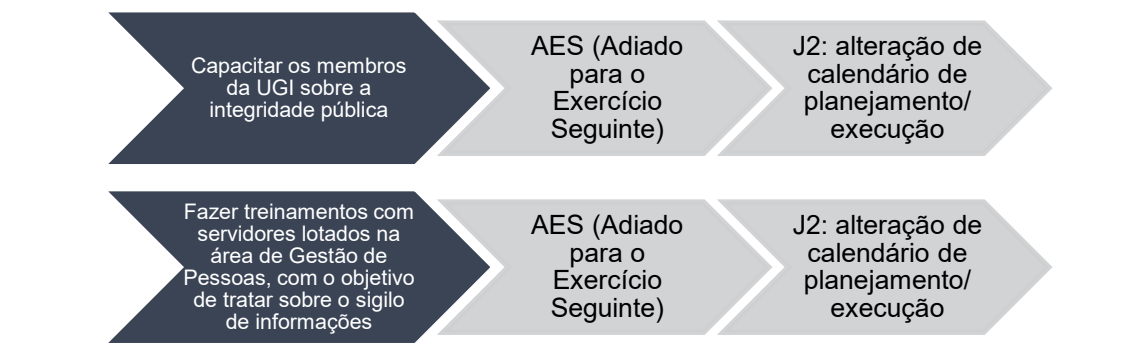 Capacitar os membros
da UGI sobre a
integridade pública
AES (Adiado
para o
Exercício
Seguinte)
J2: alteração de
calendário de
planejamento/
execução
Fazer treinamentos com
servidores lotados na
área de Gestão de
Pessoas, com o objetivo
de tratar sobre o sigilo
de informações
AES (Adiado
para o
Exercício
Seguinte)
J2: alteração de
calendário de
planejamento/
execução